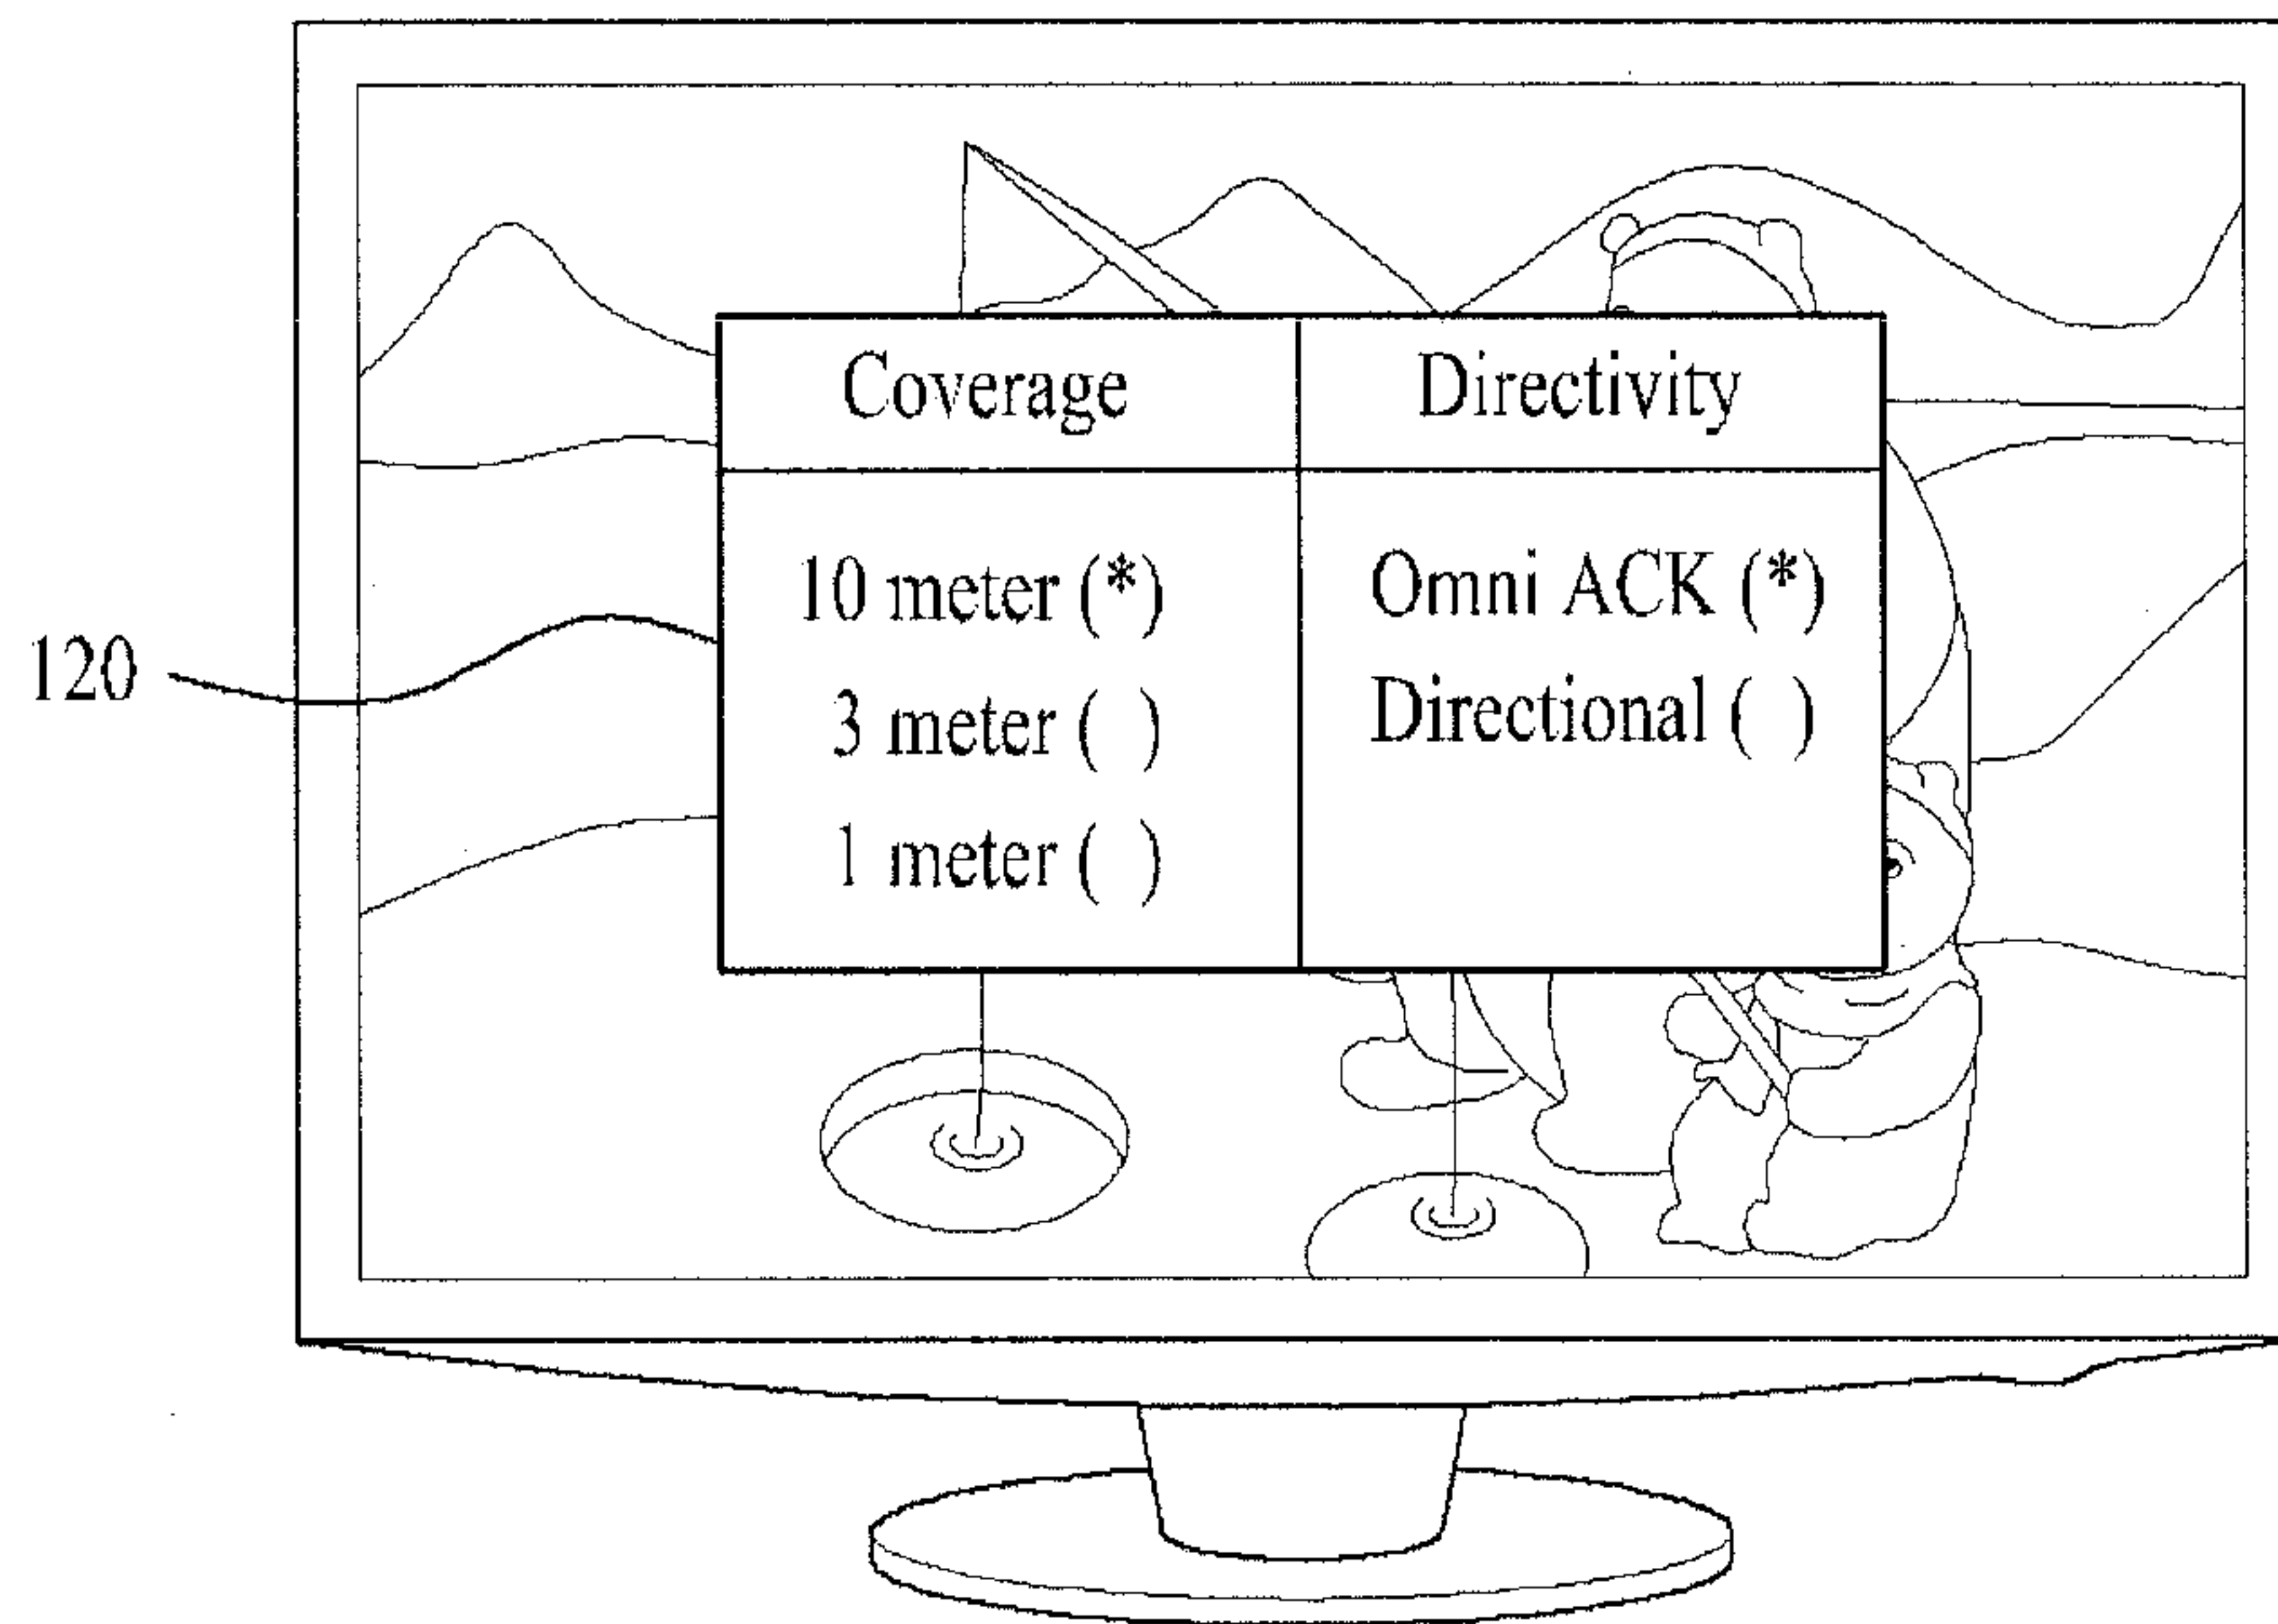 Coverage Directivity
10 meter (*) Omni ACK (*)
120
3 meter ( ) Directional ( )
1 meter ( )